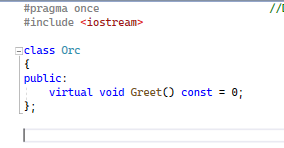 #pragma once //
#include <iostream>
class Orc
{
public:
virtual void Greet() const = 0;
};